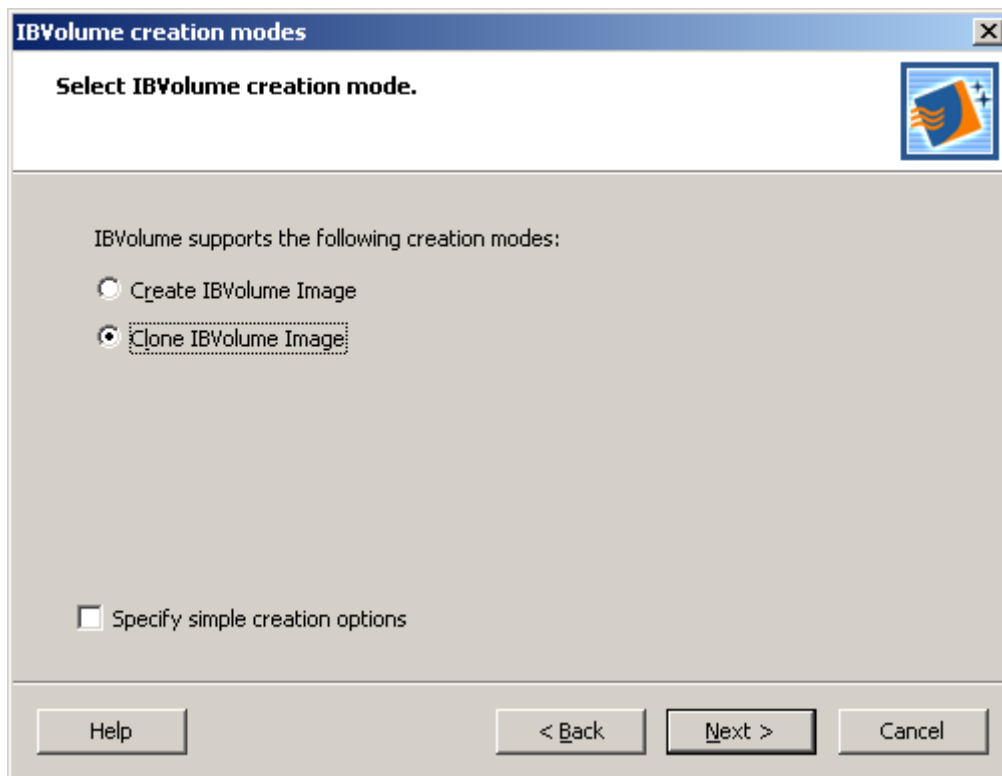 IBVolume creation modes
Select IBVolume creation mode.
IBVolume supports the following creation modes:
Create IBVolume Image
Clone IBVolume Image
Specify simple creation options
Help
< Back
Next >
Cancel